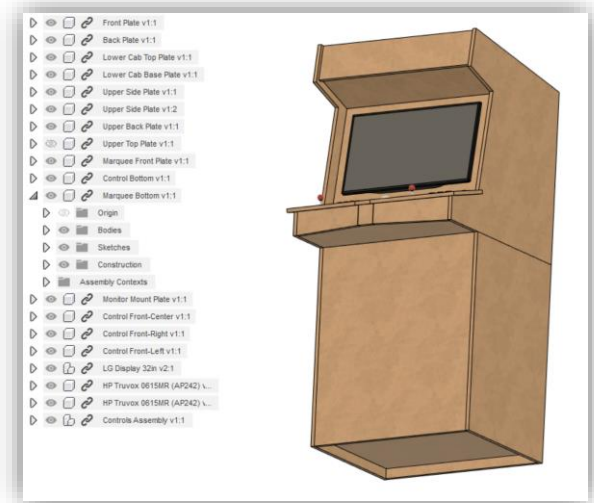 Front Plate v1:1
Back Plate v1:1
Lower Cab Top Plate v1:1
Lower Cab Base Plate v1:1
Upper Side Plate v1:1
Upper Side Plate v1:2
Upper Back Plate v1:1
Upper Top Plate v1:1
Marquee Front Plate v1:1
Control Bottom v1:1
Marquee Bottom v1:1
Origin
Bodies
Sketches
Construction
Assembly Contexts
Monitor Mount Plate v1:1
Control Front-Center v1:1
Control Front-Right v1:1
Control Front-Left v1:1
LG Display 32in v2:1
HP Truvox 0615MR (AP242) v...
HP Truvox 0615MR (AP242) v...
Controls Assembly v1:1